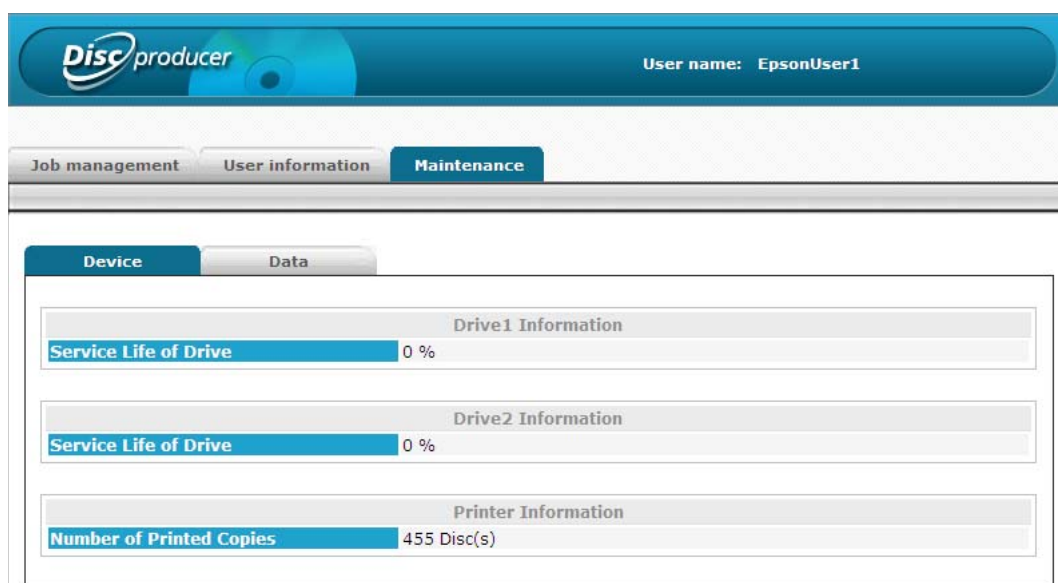 Disc producer
User name: EpsonUser1
Job management User information Maintenance
Device Data
Drive1 Information
Service Life of Drive 0 %
Drive2 Information
Service Life of Drive 0 %
Printer Information
Number of Printed Copies 455 Disc(s)